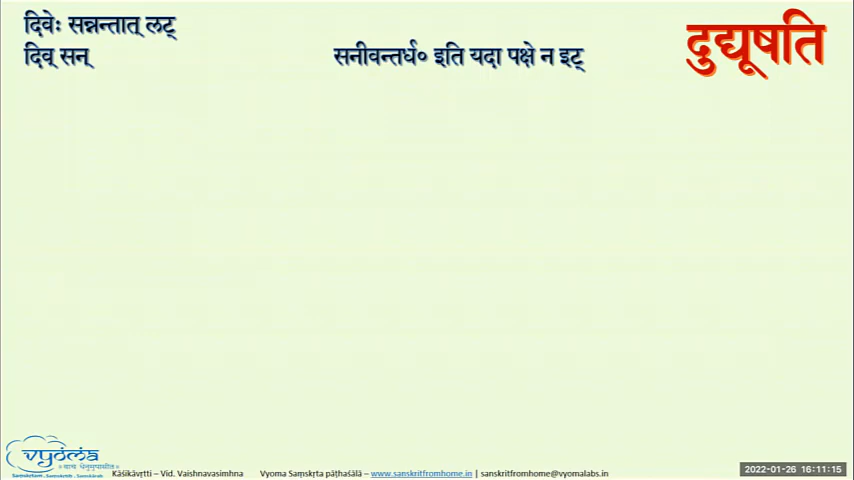 दिवेः सन्नन्तात् लट्
दिव् सन्
सनीवन्तर्ध० इति यदा पक्षे न इट्
दुद्यूषति
vyoma
॥ वाचं धेनुमुपासीत ॥
Kāśikāvṛtti – Vid. Vaishnavasimhna Vyoma Saṃskṛta pāṭhaśālā – www.sanskritfromhome.in | sanskritfromhome@vyomalabs.in
2022-01-26 16:11:15